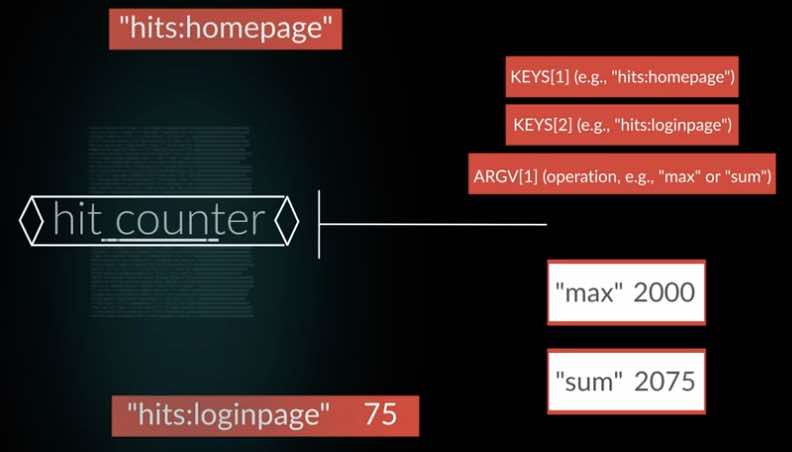 "hits:homepage"
KEYS[1] (e.g., "hits:homepage")
KEYS[2] (e.g., "hits:loginpage")
ARGV[1] (operation, e.g., "max" or "sum")
hit counter
"max" 2000
"sum" 2075
"hits:loginpage" 75